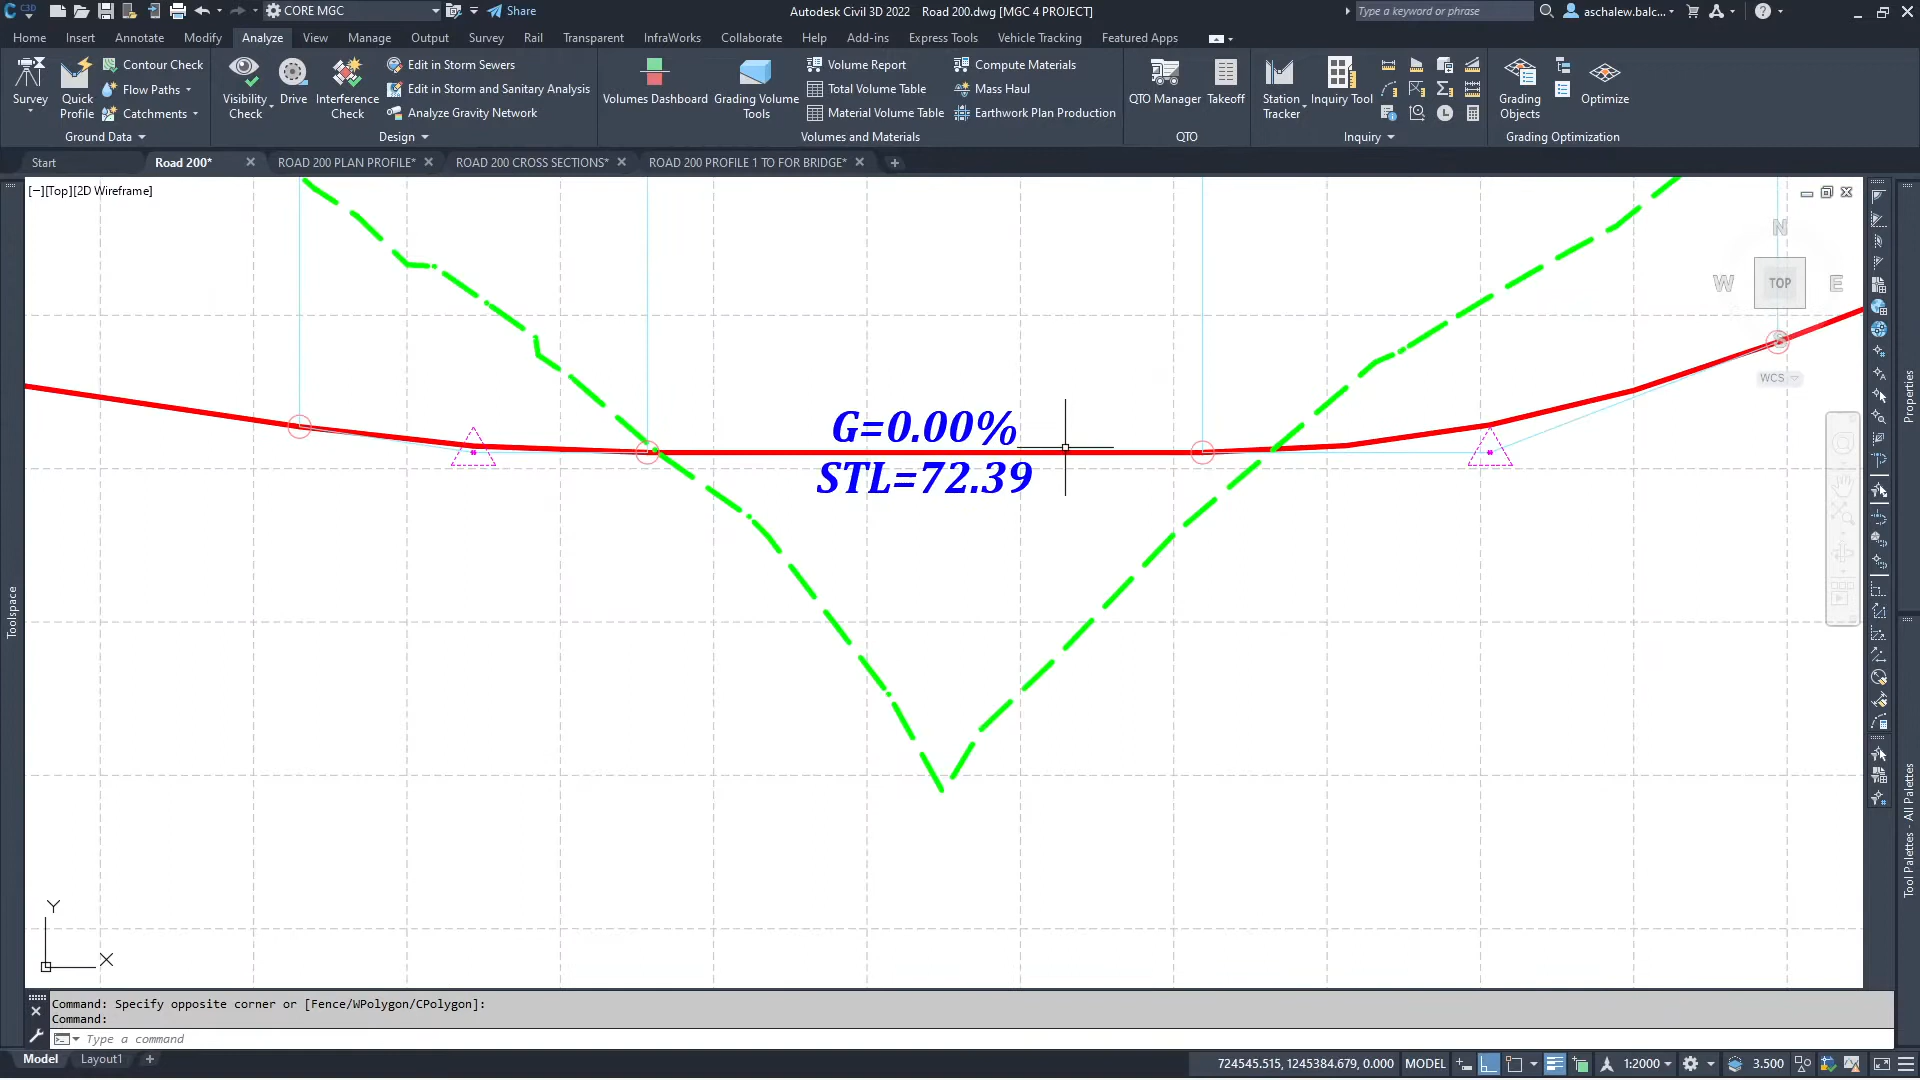 CORE MGC
Share
Autodesk Civil 3D 2022 Road 200.dwg [MGC 4 PROJECT]
Type a keyword or phrase
aschalew.balc...
Home Insert Annotate Modify Analyze View Manage Output Survey Rail Transparent InfraWorks Collaborate Help Add-ins Express Tools Vehicle Tracking Featured Apps
Survey
Quick Profile
Contour Check
Flow Paths
Catchments
Ground Data
Visibility Check
Drive
Interference Check
Edit in Storm Sewers
Edit in Storm and Sanitary Analysis
Analyze Gravity Network
Design
Volumes Dashboard
Grading Volume Tools
Volume Report
Total Volume Table
Material Volume Table
Compute Materials
Mass Haul
Earthwork Plan Production
Volumes and Materials
QTO Manager
Takeoff
QTO
Station Tracker
Inquiry Tool
Inquiry
Grading Objects
Optimize
Grading Optimization
Start
Road 200*
ROAD 200 PLAN PROFILE*
ROAD 200 CROSS SECTIONS*
ROAD 200 PROFILE 1 TO FOR BRIDGE*
[−][Top][2D Wireframe]
N
W TOP E
S
WCS
G=0.00%
STL=72.39
Y
X
Toolspace
Properties
Tool Palettes - All Palettes
Command: Specify opposite corner or [Fence/WPolygon/CPolygon]:
Command:
Type a command
Model Layout1
724545.515, 1245384.679, 0.000 MODEL 1:2000 3.500